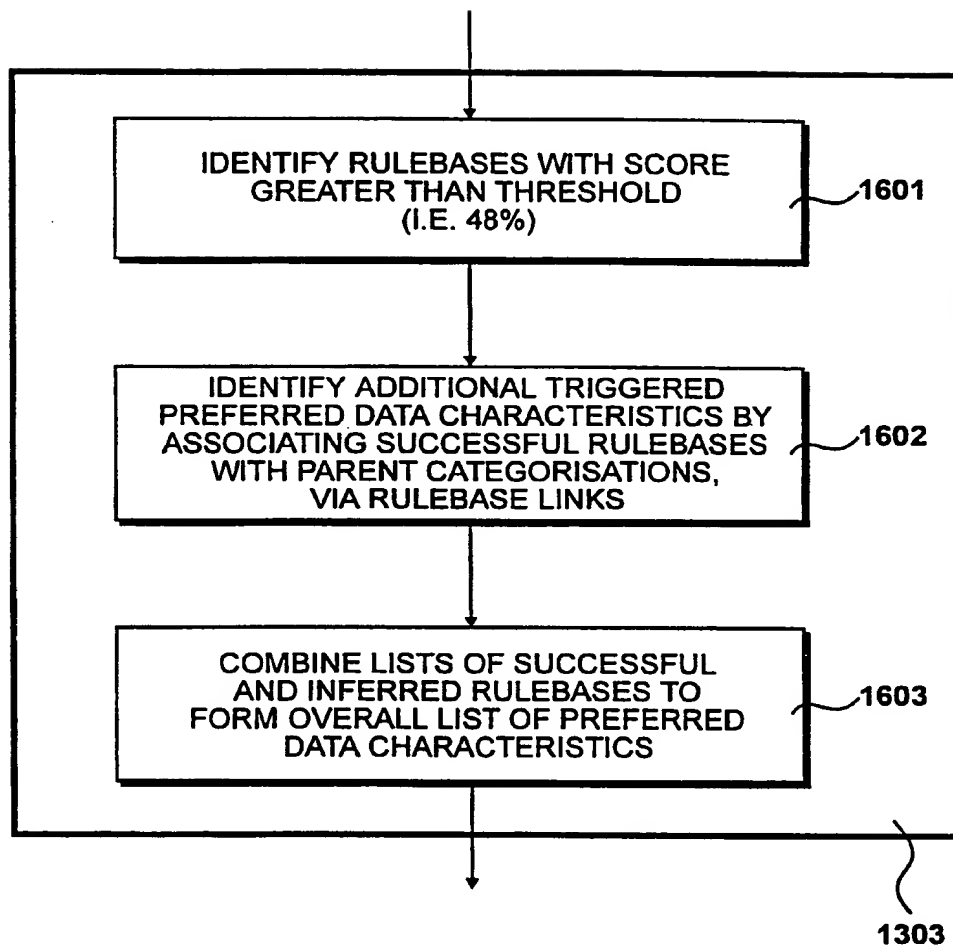 IDENTIFY RULEBASES WITH SCORE
GREATER THAN THRESHOLD
(I.E. 48%)
1601
IDENTIFY ADDITIONAL TRIGGERED
PREFERRED DATA CHARACTERISTICS BY
ASSOCIATING SUCCESSFUL RULEBASES
WITH PARENT CATEGORISATIONS,
VIA RULEBASE LINKS
1602
COMBINE LISTS OF SUCCESSFUL
AND INFERRED RULEBASES TO
FORM OVERALL LIST OF PREFERRED
DATA CHARACTERISTICS
1603
1303